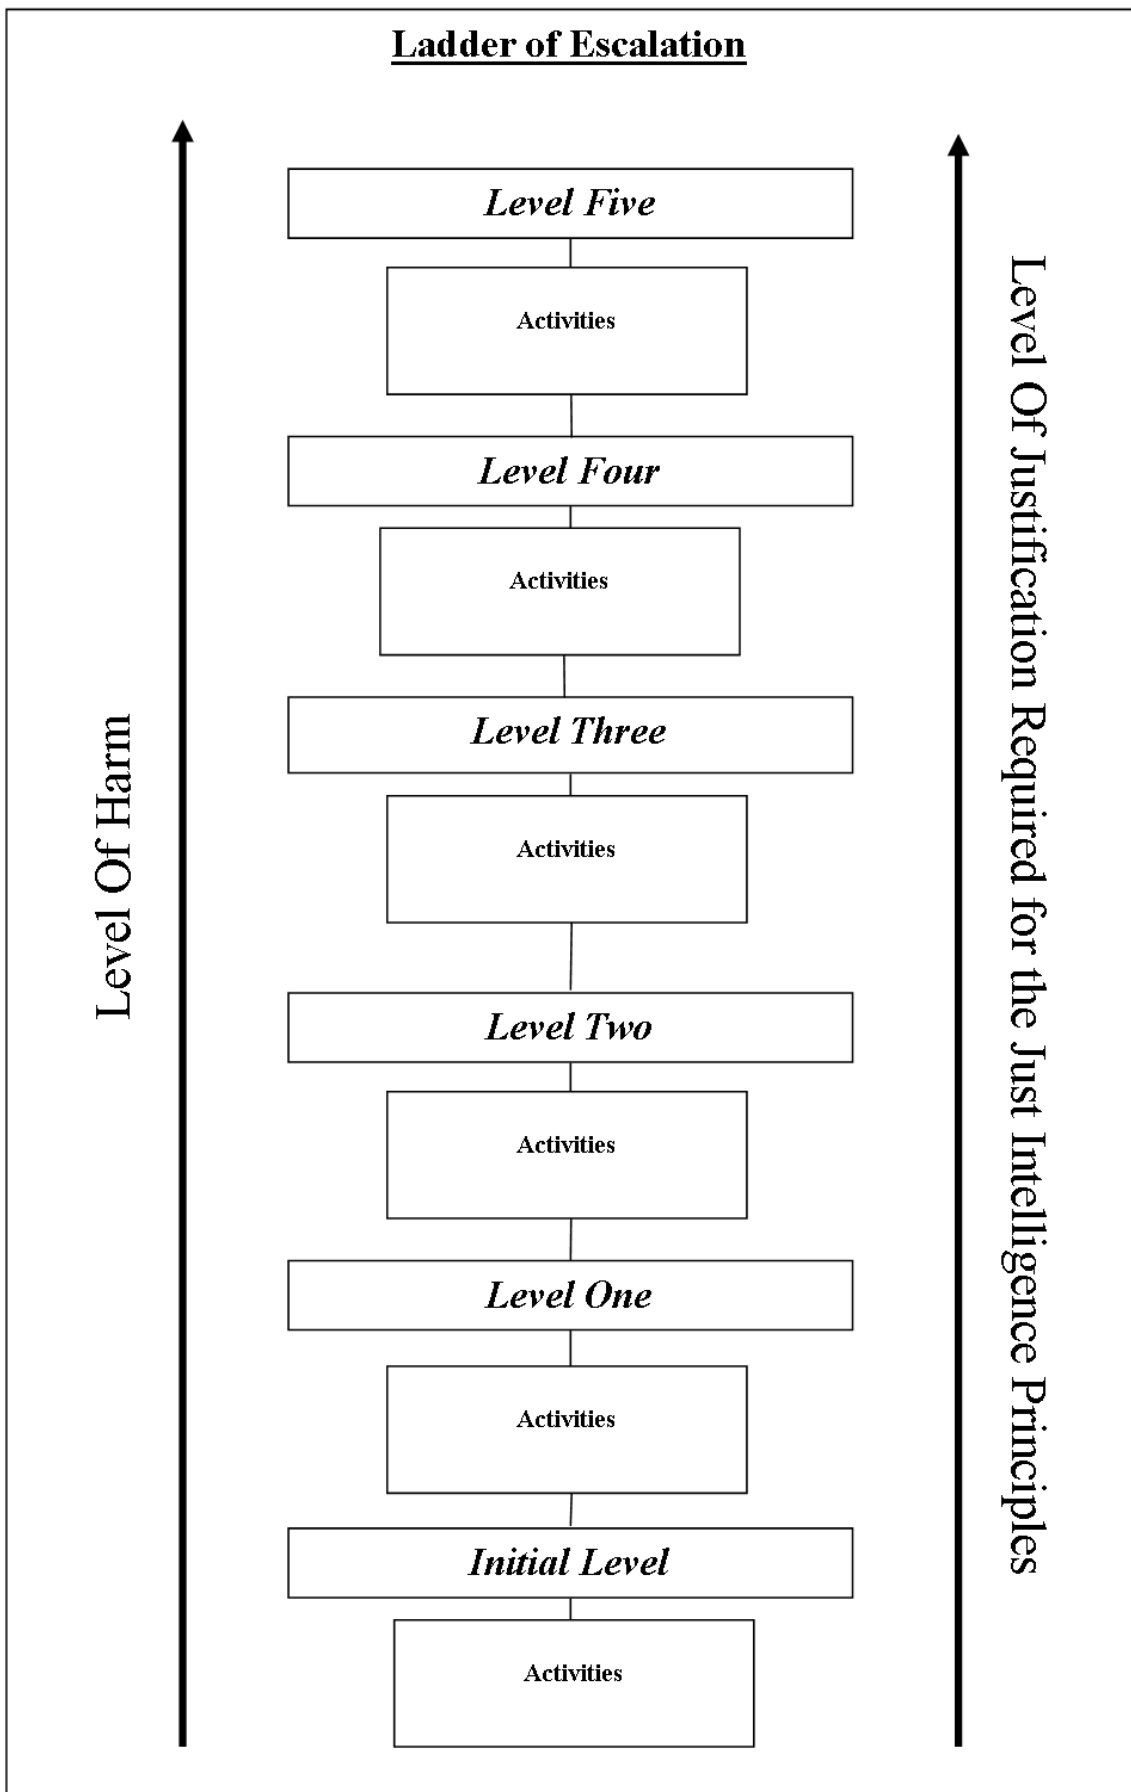 Ladder of Escalation
Level Of Harm
Level Five
Activities
Level Four
Activities
Level Three
Activities
Level Two
Activities
Level One
Activities
Initial Level
Activities
Level Of Justification Required for the Just Intelligence Principles